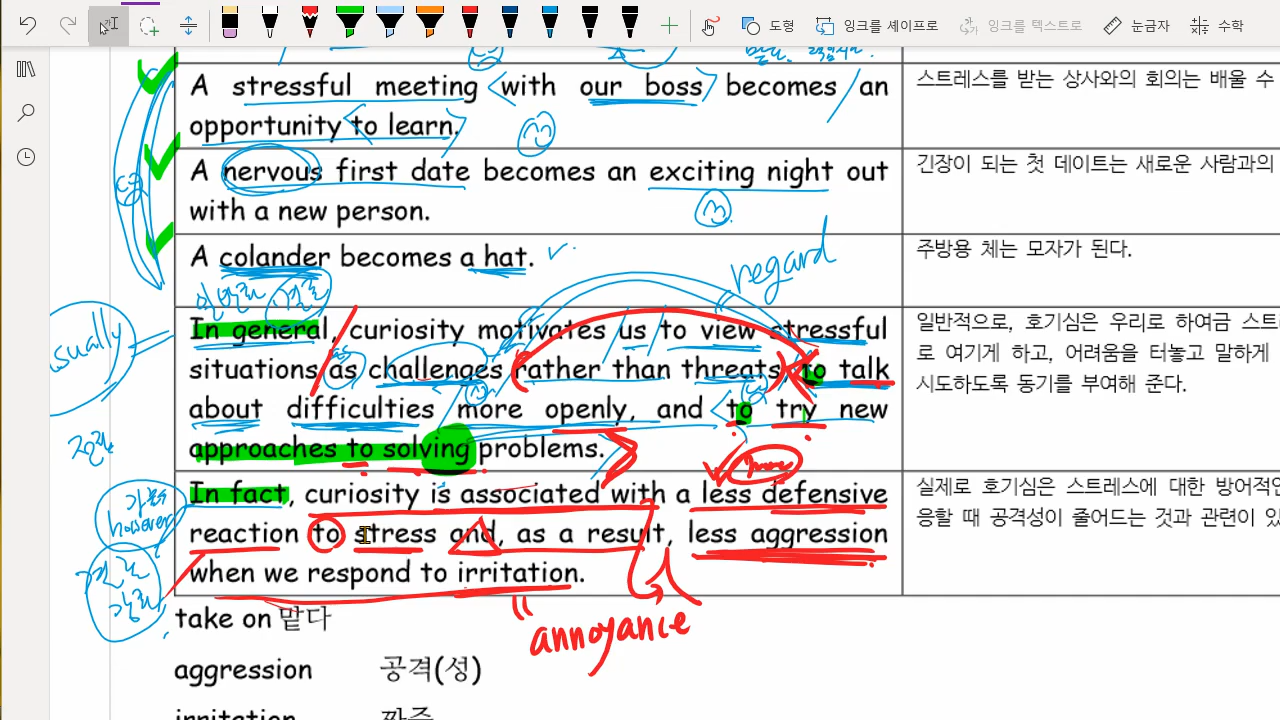 도형 잉크를 셰이프로 잉크를 텍스트로 눈금자 수학
A stressful meeting with our boss becomes an
opportunity to learn.
스트레스를 받는 상사와의 회의는 배울 수
A nervous first date becomes an exciting night out
with a new person.
긴장이 되는 첫 데이트는 새로운 사람과의
A colander becomes a hat.
주방용 체는 모자가 된다.
regard
usually
In general, curiosity motivates us to view stressful
situations as challenges rather than threats, to talk
about difficulties more openly, and to try new
approaches to solving problems.
일반적으로, 호기심은 우리로 하여금 스트
로 여기게 하고, 어려움을 터놓고 말하게
시도하도록 동기를 부여해 준다.
In fact, curiosity is associated with a less defensive
reaction to stress and, as a result, less aggression
when we respond to irritation.
실제로 호기심은 스트레스에 대한 방어적인
응할 때 공격성이 줄어드는 것과 관련이 있
however
more
annoyance
take on 맡다
aggression 공격(성)
irritation 짜증